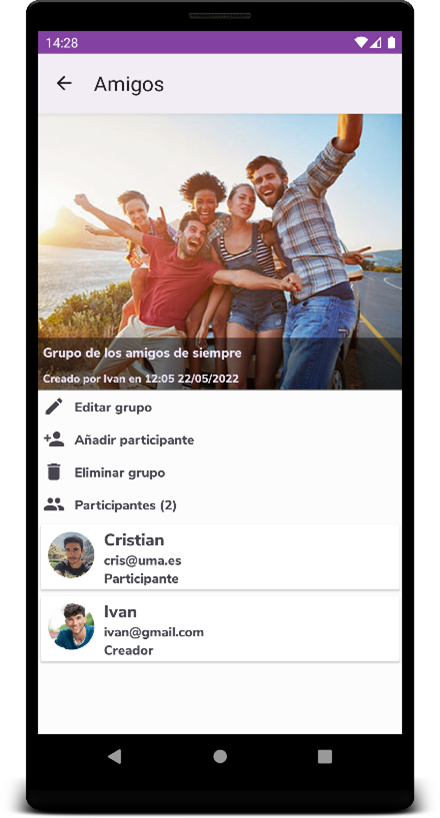 14:28
Amigos
Grupo de los amigos de siempre
Creado por Ivan en 12:05 22/05/2022
Editar grupo
Añadir participante
Eliminar grupo
Participantes (2)
Cristian
cris@uma.es
Participante
Ivan
ivan@gmail.com
Creador